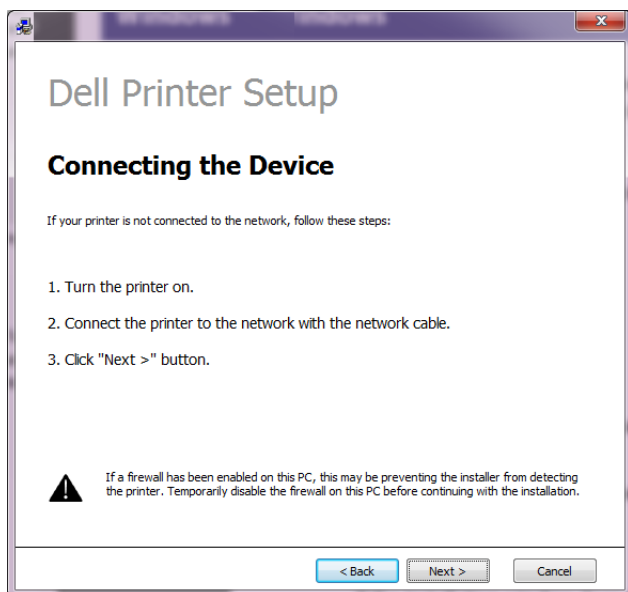 Dell Printer Setup
Connecting the Device
If your printer is not connected to the network, follow these steps:
1. Turn the printer on.
2. Connect the printer to the network with the network cable.
3. Click "Next >" button.
If a firewall has been enabled on this PC, this may be preventing the installer from detecting
the printer. Temporarily disable the firewall on this PC before continuing with the installation.
< Back
Next >
Cancel